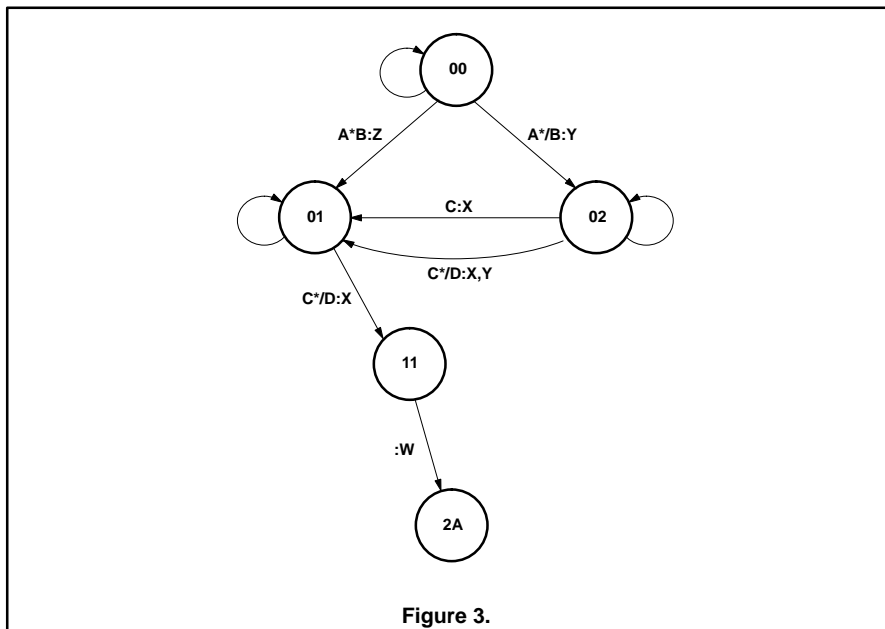 00
A*B:Z
A*/B:Y
01
C:X
02
C*/D:X,Y
C*/D:X
11
:W
2A
Figure 3.